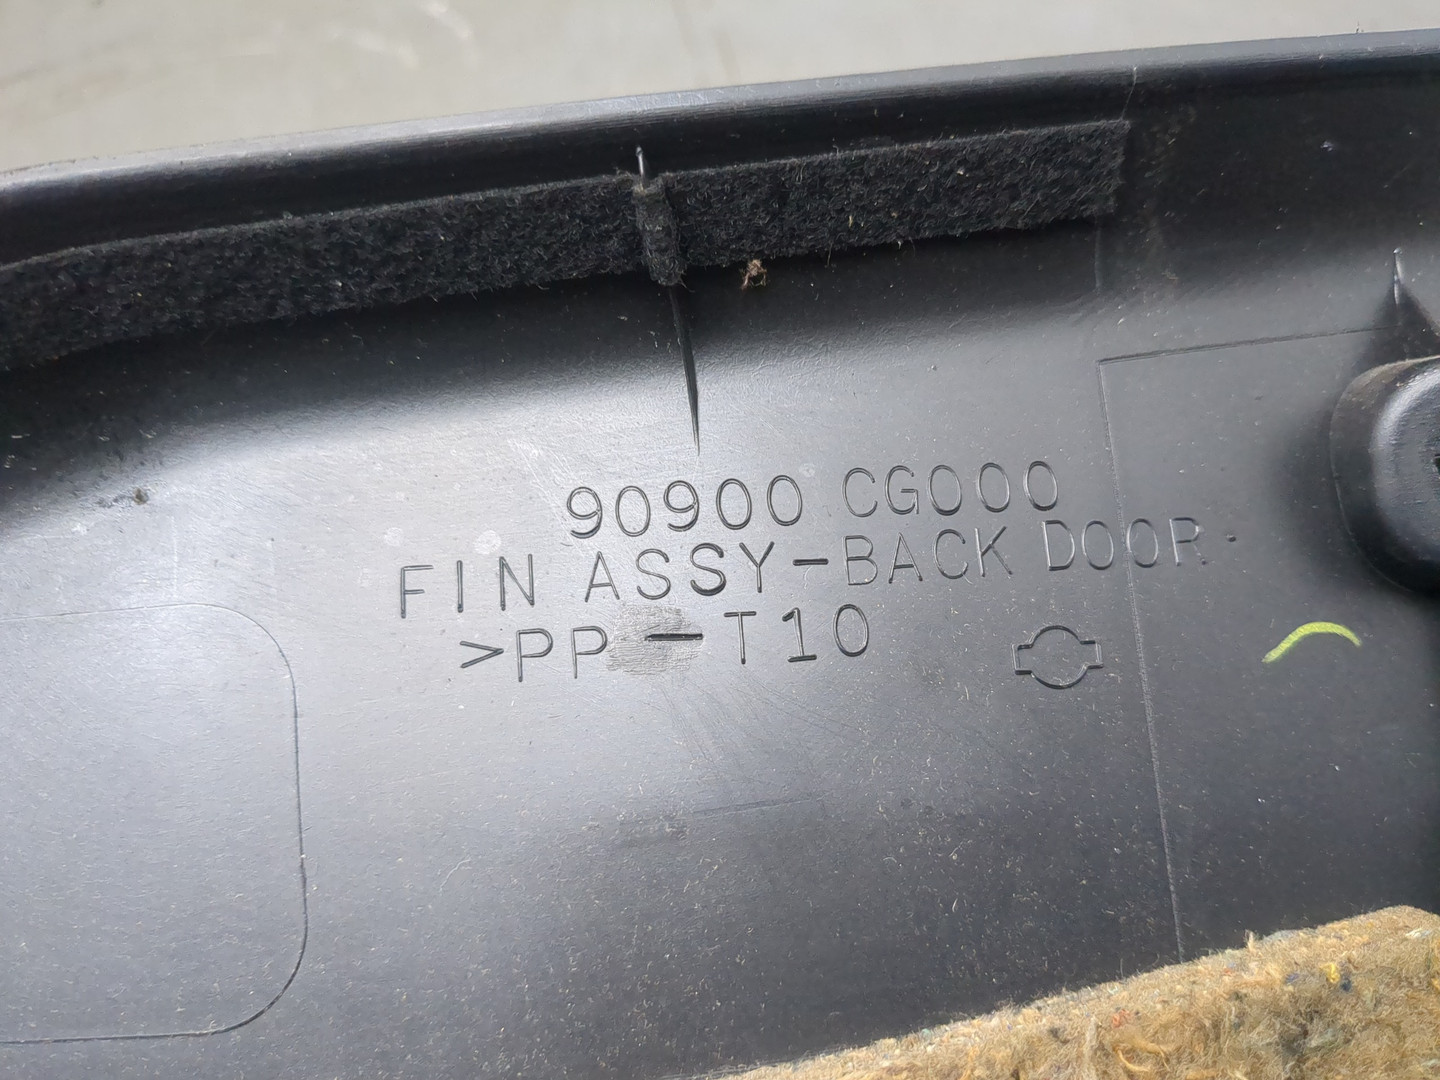 90900 CG000
FIN ASSY-BACK DOOR
>PP-T10